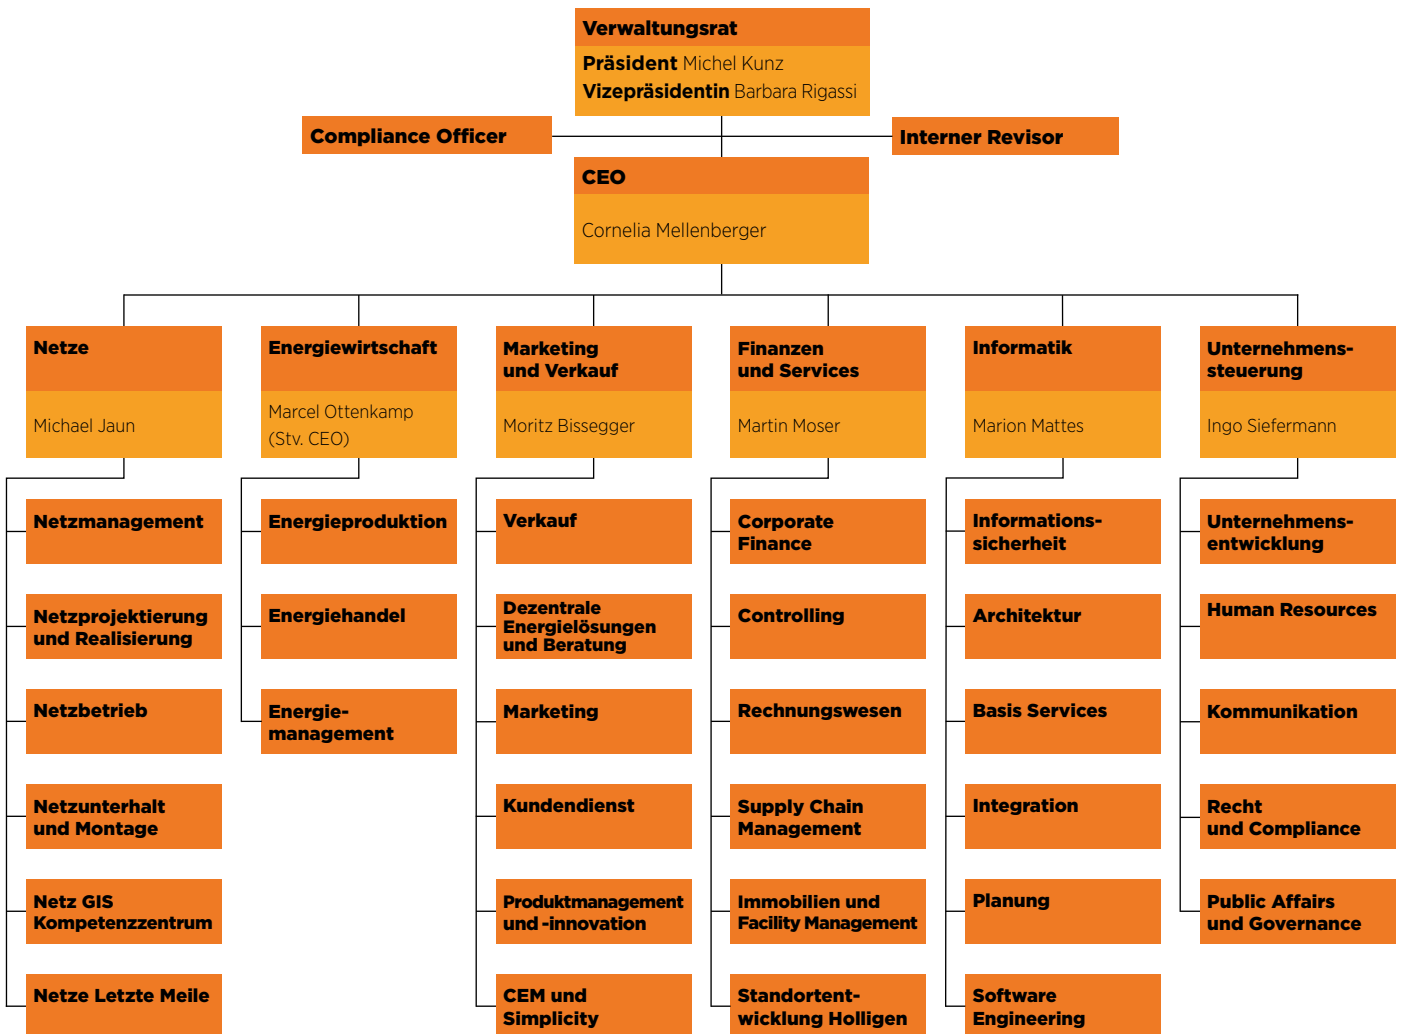 Verwaltungsrat
Präsident Michel Kunz
Vizepräsidentin Barbara Rigassi
Compliance Officer
Interner Revisor
CEO
Cornelia Mellenberger
Netze
Michael Jaun
Netzmanagement
Netzprojektierung
und Realisierung
Netzbetrieb
Netzunterhalt
und Montage
Netz GIS
Kompetenzzentrum
Netze Letzte Meile
Energiewirtschaft
Marcel Ottenkamp
(Stv. CEO)
Energieproduktion
Energiehandel
Energie-
management
Marketing
und Verkauf
Moritz Bissegger
Verkauf
Dezentrale
Energielösungen
und Beratung
Marketing
Kundendienst
Produktmanagement
und -innovation
CEM und
Simplicity
Finanzen
und Services
Martin Moser
Corporate
Finance
Controlling
Rechnungswesen
Supply Chain
Management
Immobilien und
Facility Management
Standortent-
wicklung Holligen
Informatik
Marion Mattes
Informations-
sicherheit
Architektur
Basis Services
Integration
Planung
Software
Engineering
Unternehmens-
steuerung
Ingo Siefermann
Unternehmens-
entwicklung
Human Resources
Kommunikation
Recht
und Compliance
Public Affairs
und Governance